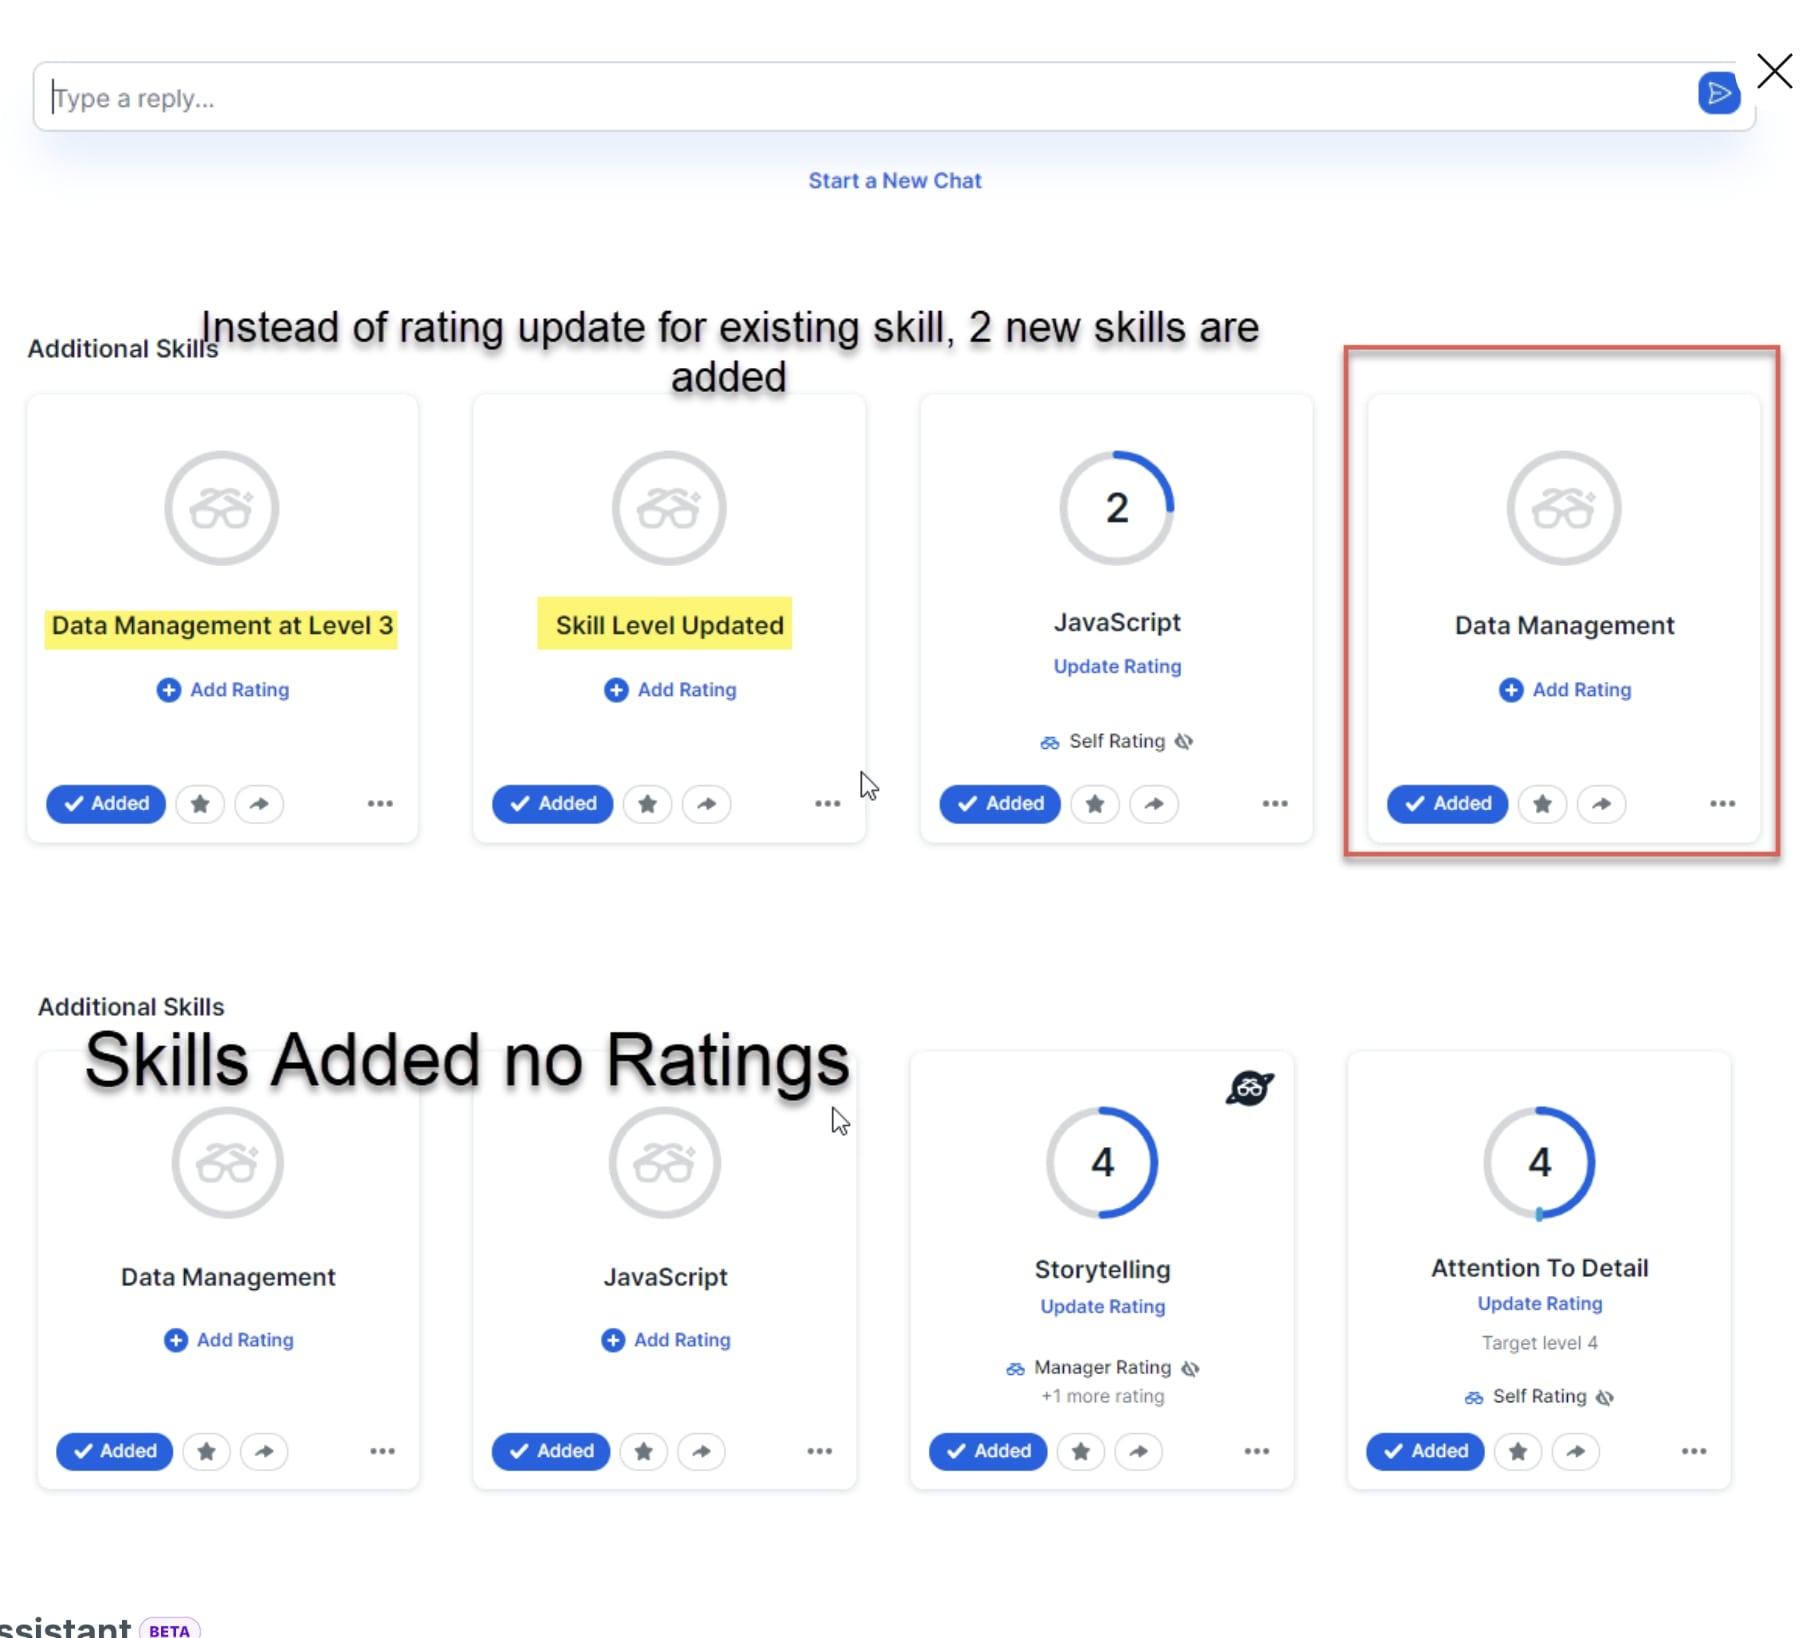 Type a reply...
Start a New Chat
Instead of rating update for existing skill, 2 new skills are
added
Additional Skills
2
Data Management at Level 3
Skill Level Updated
JavaScript
Data Management
Add Rating
Add Rating
Update Rating
Add Rating
Self Rating
Added
Added
Added
Added
Additional Skills
Skills Added no Ratings
4
4
Data Management
JavaScript
Storytelling
Attention To Detail
Add Rating
Add Rating
Update Rating
Update Rating
Target level 4
Manager Rating
+1 more rating
Self Rating
Added
Added
Added
Added
ssistant BETA